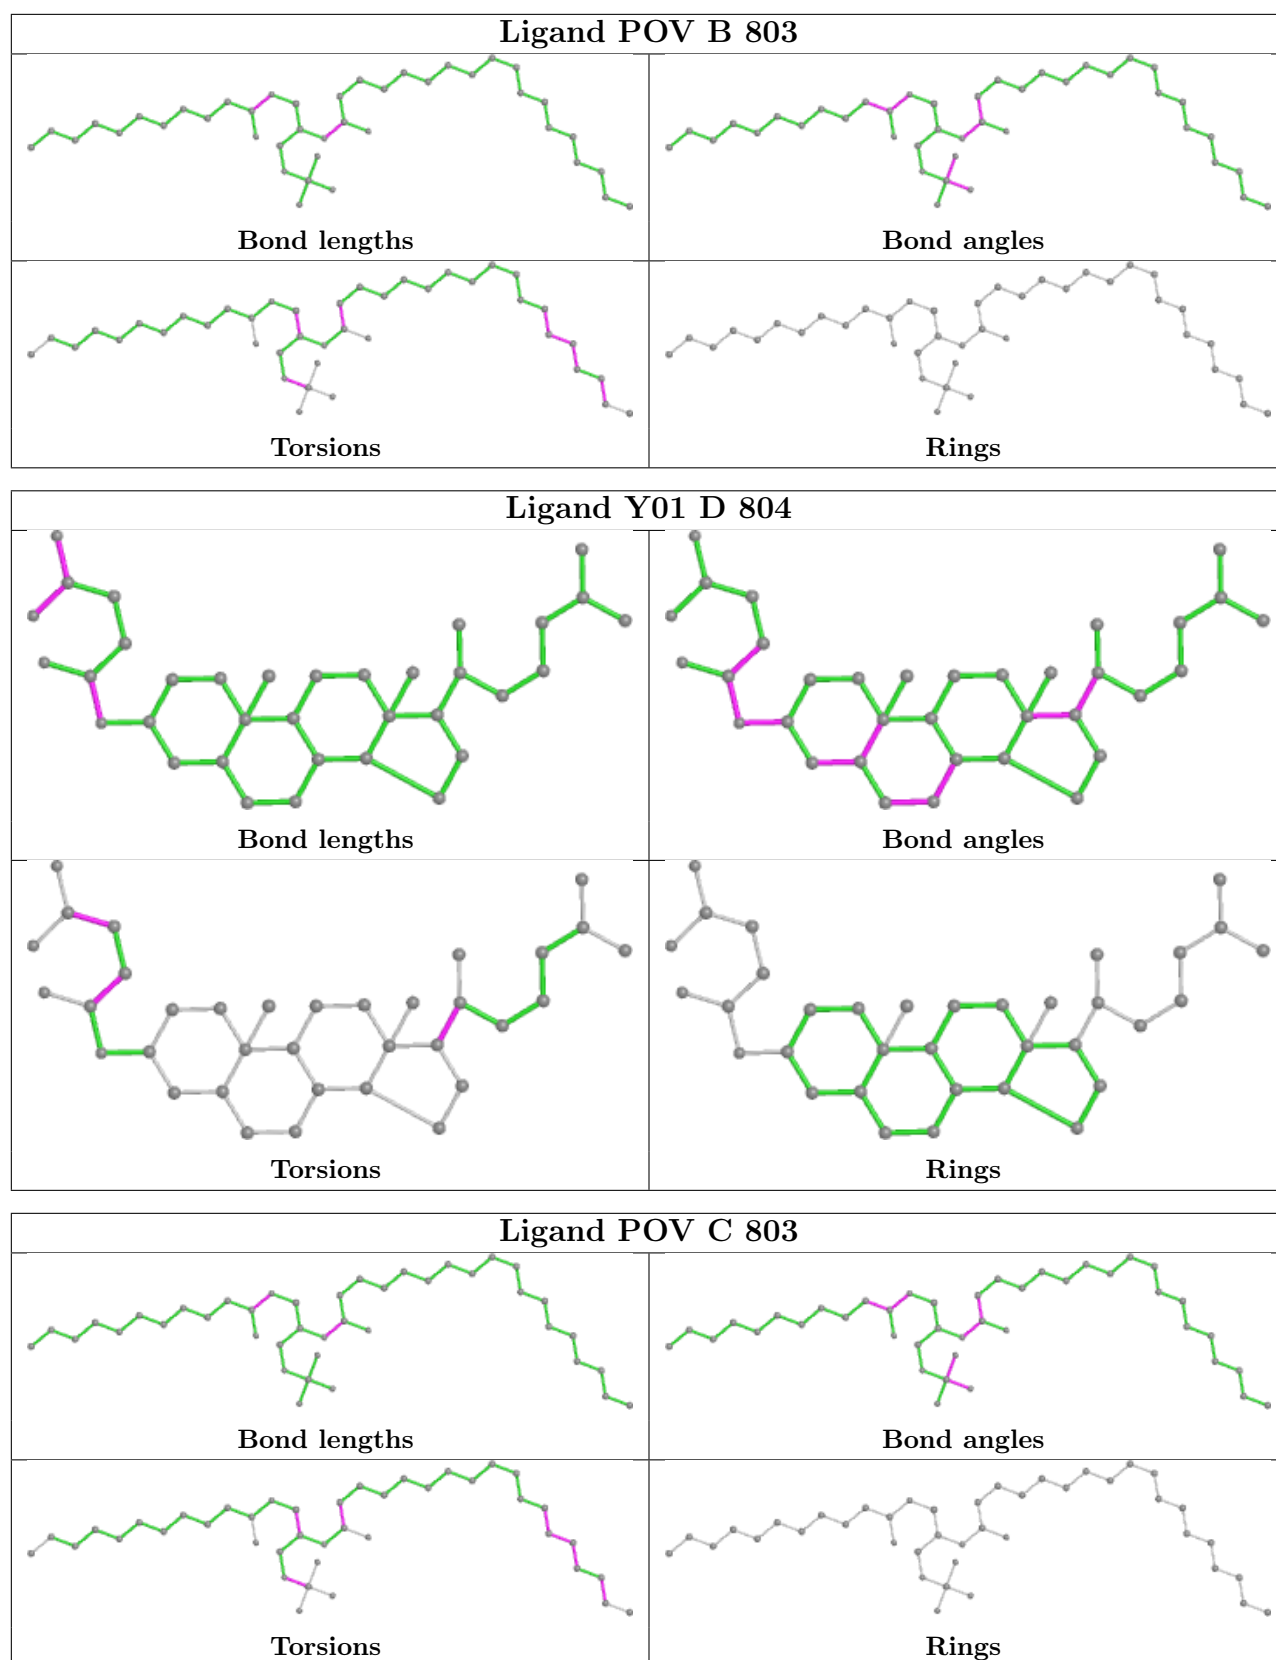 Ligand POV B 803
Bond lengths
Bond angles
Torsions
Rings
Ligand Y01 D 804
Bond lengths
Bond angles
Torsions
Rings
Ligand POV C 803
Bond lengths
Bond angles
Torsions
Rings